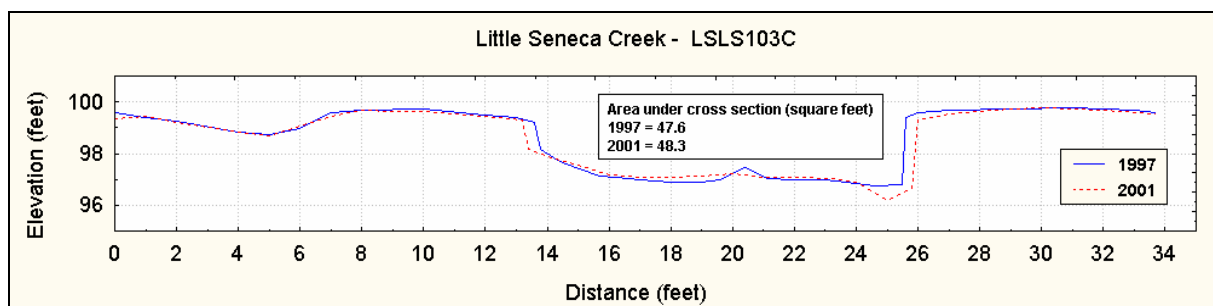 Little Seneca Creek - LSLS103C
Elevation (feet)
100
98
96
Area under cross section (square feet)
1997 = 47.6
2001 = 48.3
1997
2001
0 2 4 6 8 10 12 14 16 18 20 22 24 26 28 30 32 34
Distance (feet)